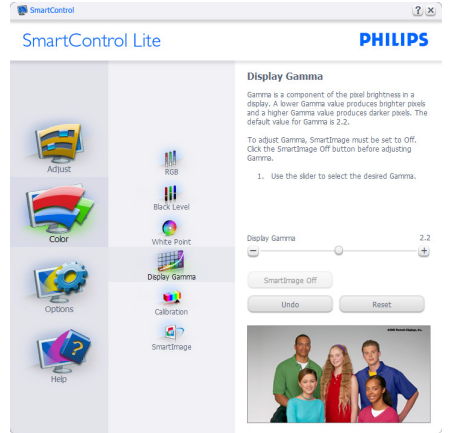 SmartControl
SmartControl Lite
PHILIPS
Adjust
Color
Options
Help
RGB
Black Level
White Point
Display Gamma
Calibration
SmartImage
Display Gamma
Gamma is a component of the pixel brightness in a
display. A lower Gamma value produces brighter pixels
and a higher Gamma value produces darker pixels. The
default value for Gamma is 2.2.
To adjust Gamma, SmartImage must be set to Off.
Click the SmartImage Off button before adjusting
Gamma.
1. Use the slider to select the desired Gamma.
Display Gamma 2.2
SmartImage Off
Undo Reset